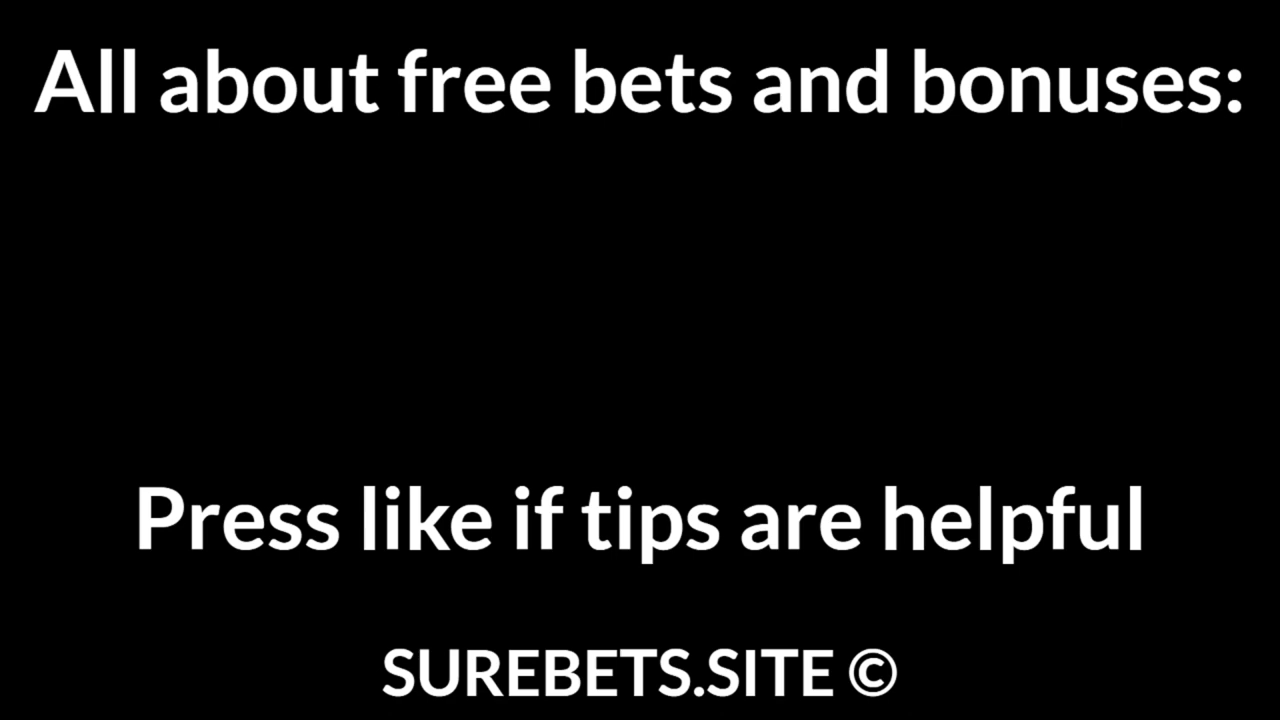 All about free bets and bonuses:
Press like if tips are helpful
SUREBETS.SITE ©